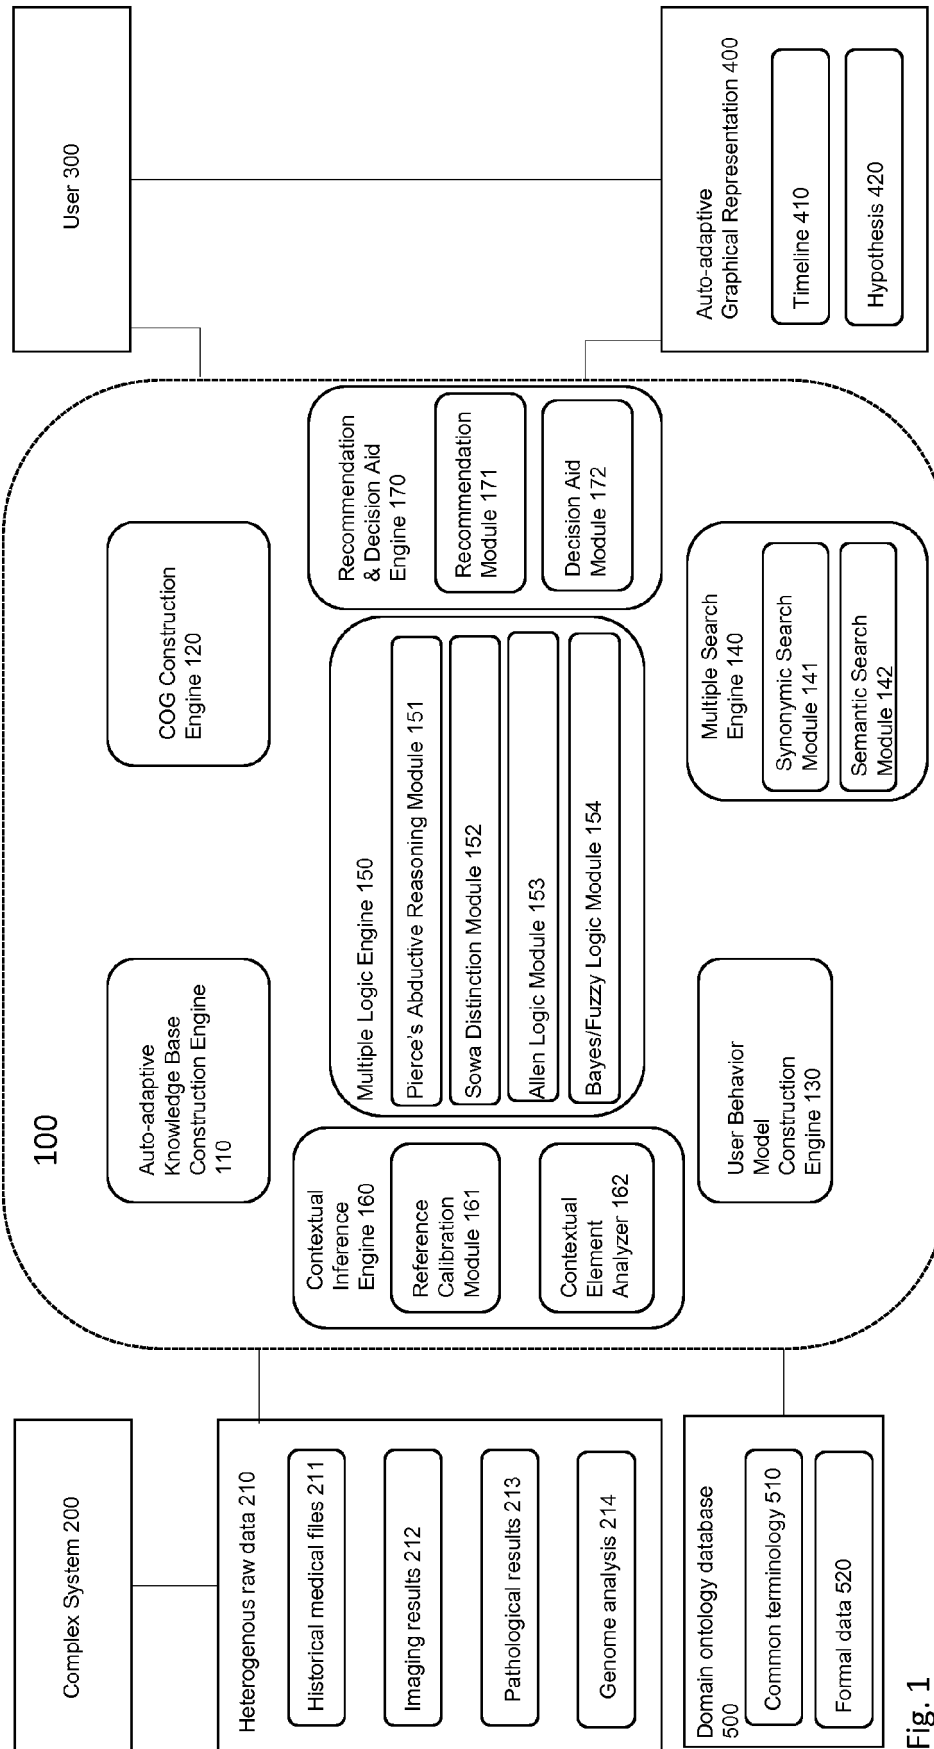 Complex System 200
Heterogenous raw data 210
Historical medical files 211
Imaging results 212
Pathological results 213
Genome analysis 214
Domain ontology database
500
Common terminology 510
Formal data 520
100
Auto-adaptive
Knowledge Base
Construction Engine
110
COG Construction
Engine 120
Contextual
Inference
Engine 160
Reference
Calibration
Module 161
Contextual
Element
Analyzer 162
Multiple Logic Engine 150
Pierce's Abductive Reasoning Module 151
Sowa Distinction Module 152
Allen Logic Module 153
Bayes/Fuzzy Logic Module 154
Recommendation
& Decision Aid
Engine 170
Recommendation
Module 171
Decision Aid
Module 172
User Behavior
Model
Construction
Engine 130
Multiple Search
Engine 140
Synonymic Search
Module 141
Semantic Search
Module 142
User 300
Auto-adaptive
Graphical Representation 400
Timeline 410
Hypothesis 420
Fig. 1